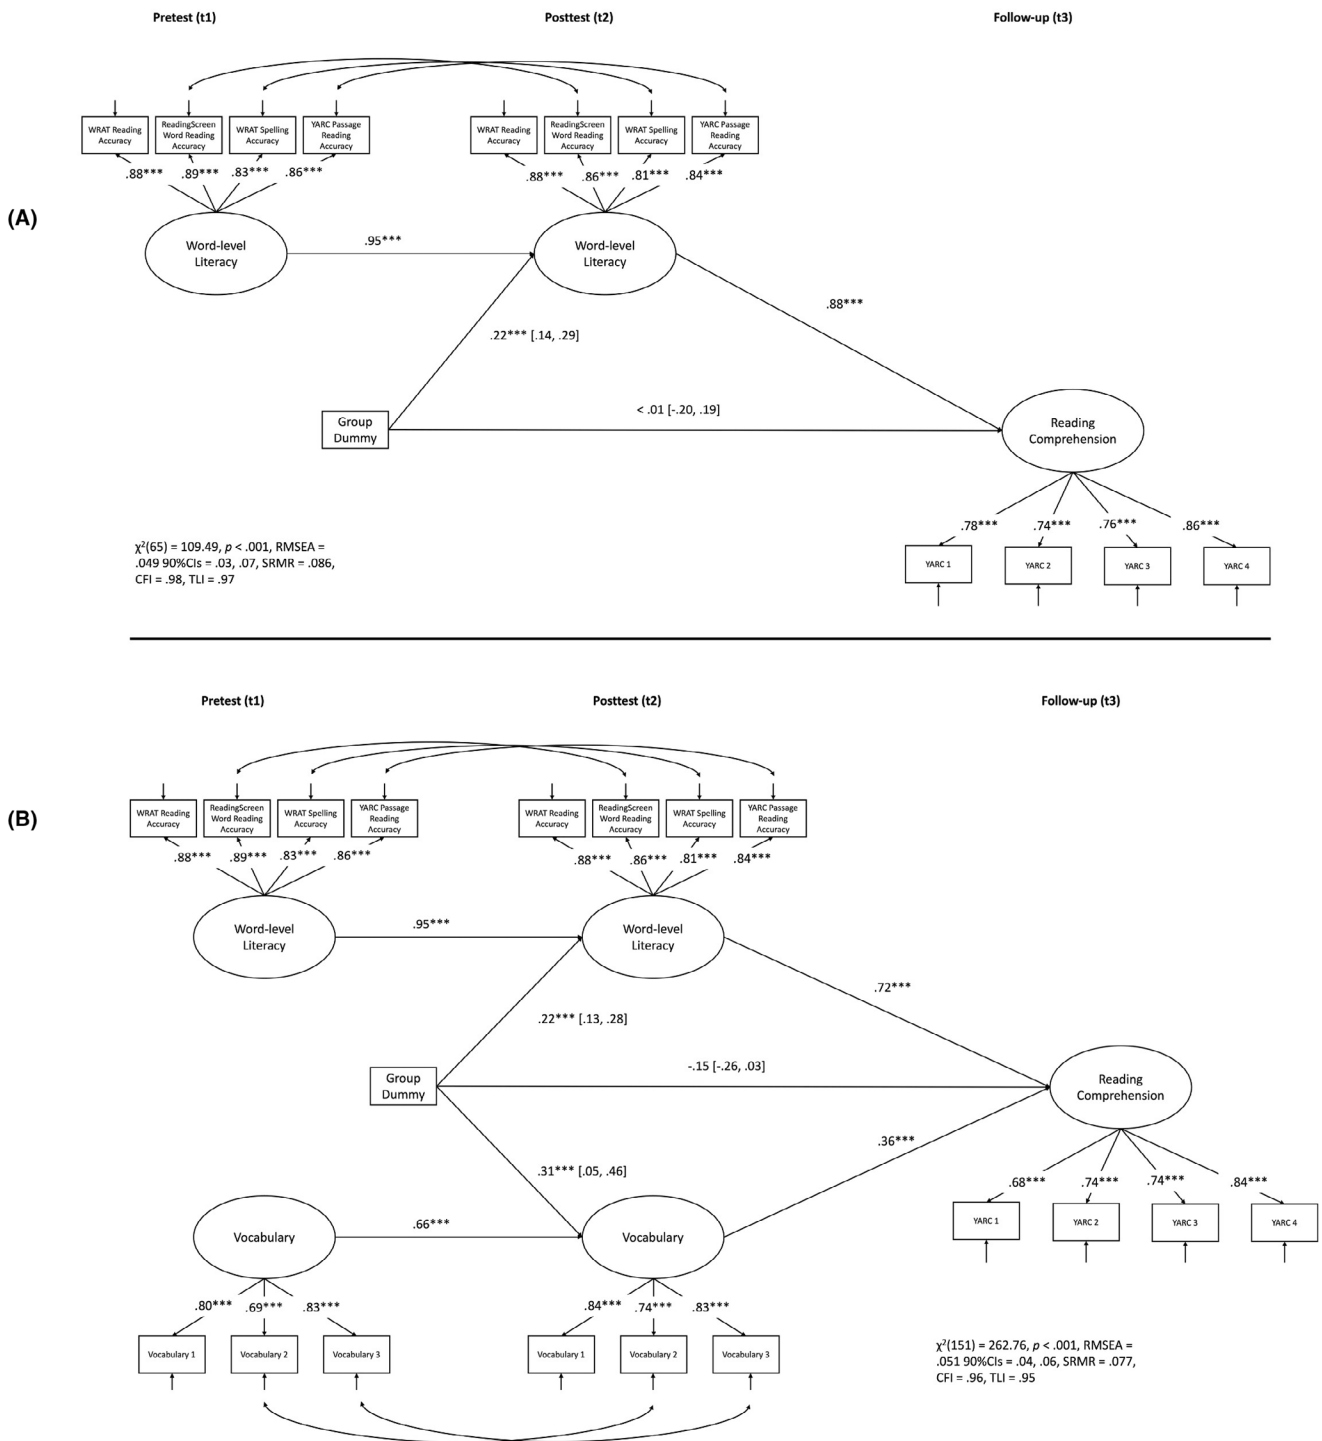 Pretest (t1)
Posttest (t2)
Follow-up (t3)
(A)
WRAT Reading
Accuracy
ReadingScreen
Word Reading
Accuracy
WRAT Spelling
Accuracy
YARC Passage
Reading
Accuracy
WRAT Reading
Accuracy
ReadingScreen
Word Reading
Accuracy
WRAT Spelling
Accuracy
YARC Passage
Reading
Accuracy
.88***
.89***
.83***
.86***
.88***
.86***
.81***
.84***
Word-level
Literacy
.95***
Word-level
Literacy
.88***
.22*** [.14, .29]
Group
Dummy
< .01 [-.20, .19]
Reading
Comprehension
.78***
.74***
.76***
.86***
YARC 1
YARC 2
YARC 3
YARC 4
χ²(65) = 109.49, p < .001, RMSEA =
.049 90%CIs = .03, .07, SRMR = .086,
CFI = .98, TLI = .97
Pretest (t1)
Posttest (t2)
Follow-up (t3)
(B)
WRAT Reading
Accuracy
ReadingScreen
Word Reading
Accuracy
WRAT Spelling
Accuracy
YARC Passage
Reading
Accuracy
WRAT Reading
Accuracy
ReadingScreen
Word Reading
Accuracy
WRAT Spelling
Accuracy
YARC Passage
Reading
Accuracy
.88***
.89***
.83***
.86***
.88***
.86***
.81***
.84***
Word-level
Literacy
.95***
Word-level
Literacy
.72***
.22*** [.13, .28]
Group
Dummy
-.15 [-.26, .03]
Reading
Comprehension
.31*** [.05, .46]
.36***
.68***
.74***
.74***
.84***
YARC 1
YARC 2
YARC 3
YARC 4
Vocabulary
.66***
Vocabulary
.80***
.69***
.83***
.84***
.74***
.83***
Vocabulary 1
Vocabulary 2
Vocabulary 3
Vocabulary 1
Vocabulary 2
Vocabulary 3
χ²(151) = 262.76, p < .001, RMSEA =
.051 90%CIs = .04, .06, SRMR = .077,
CFI = .96, TLI = .95